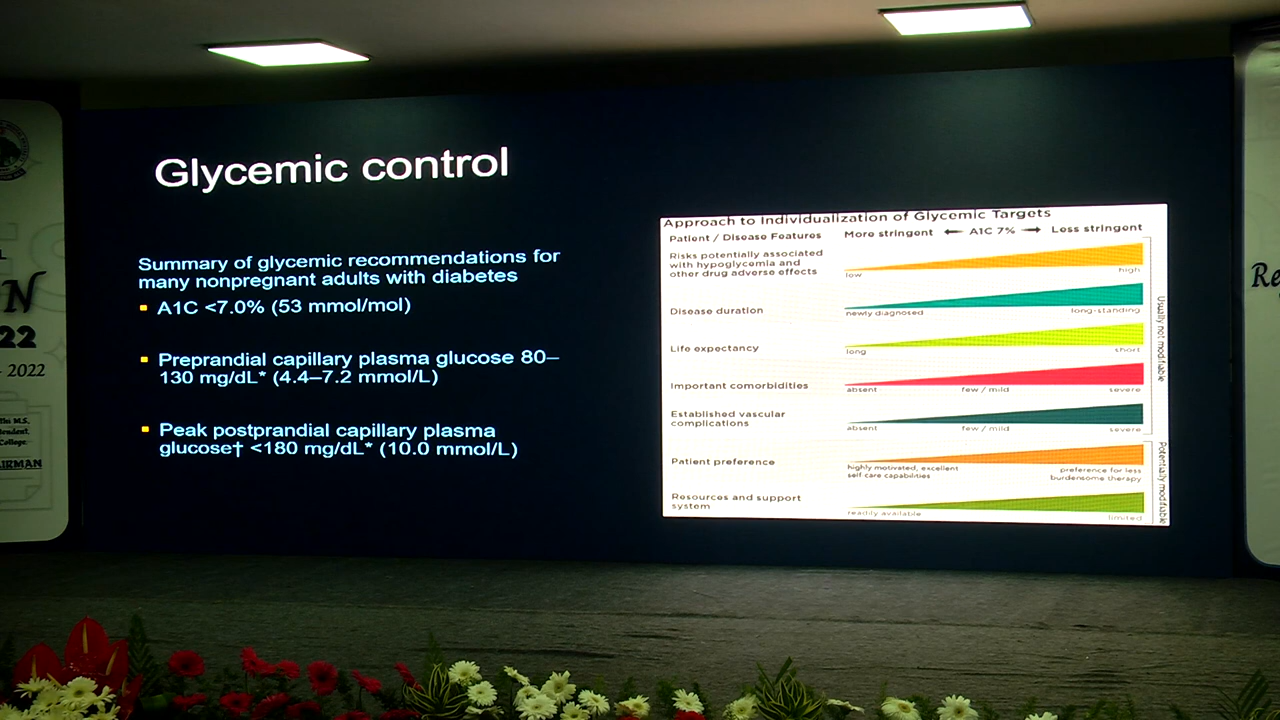 Glycemic control
Summary of glycemic recommendations for
many nonpregnant adults with diabetes
A1C <7.0% (53 mmol/mol)
Preprandial capillary plasma glucose 80–
130 mg/dL* (4.4–7.2 mmol/L)
Peak postprandial capillary plasma
glucose† <180 mg/dL* (10.0 mmol/L)
Approach to Individualization of Glycemic Targets
Patient / Disease Features
More stringent ← A1C 7% → Less stringent
Risks potentially associated
with hypoglycemia and
other drug adverse effects
low
high
Disease duration
newly diagnosed
long-standing
Life expectancy
long
short
Important comorbidities
absent
few / mild
severe
Established vascular
complications
absent
few / mild
severe
Usually not modifiable
Patient preference
highly motivated, excellent
self care capabilities
preference for less
burdensome therapy
Resources and support
system
readily available
limited
Potentially modifiable
N
22
2022
M.S.
College
Re